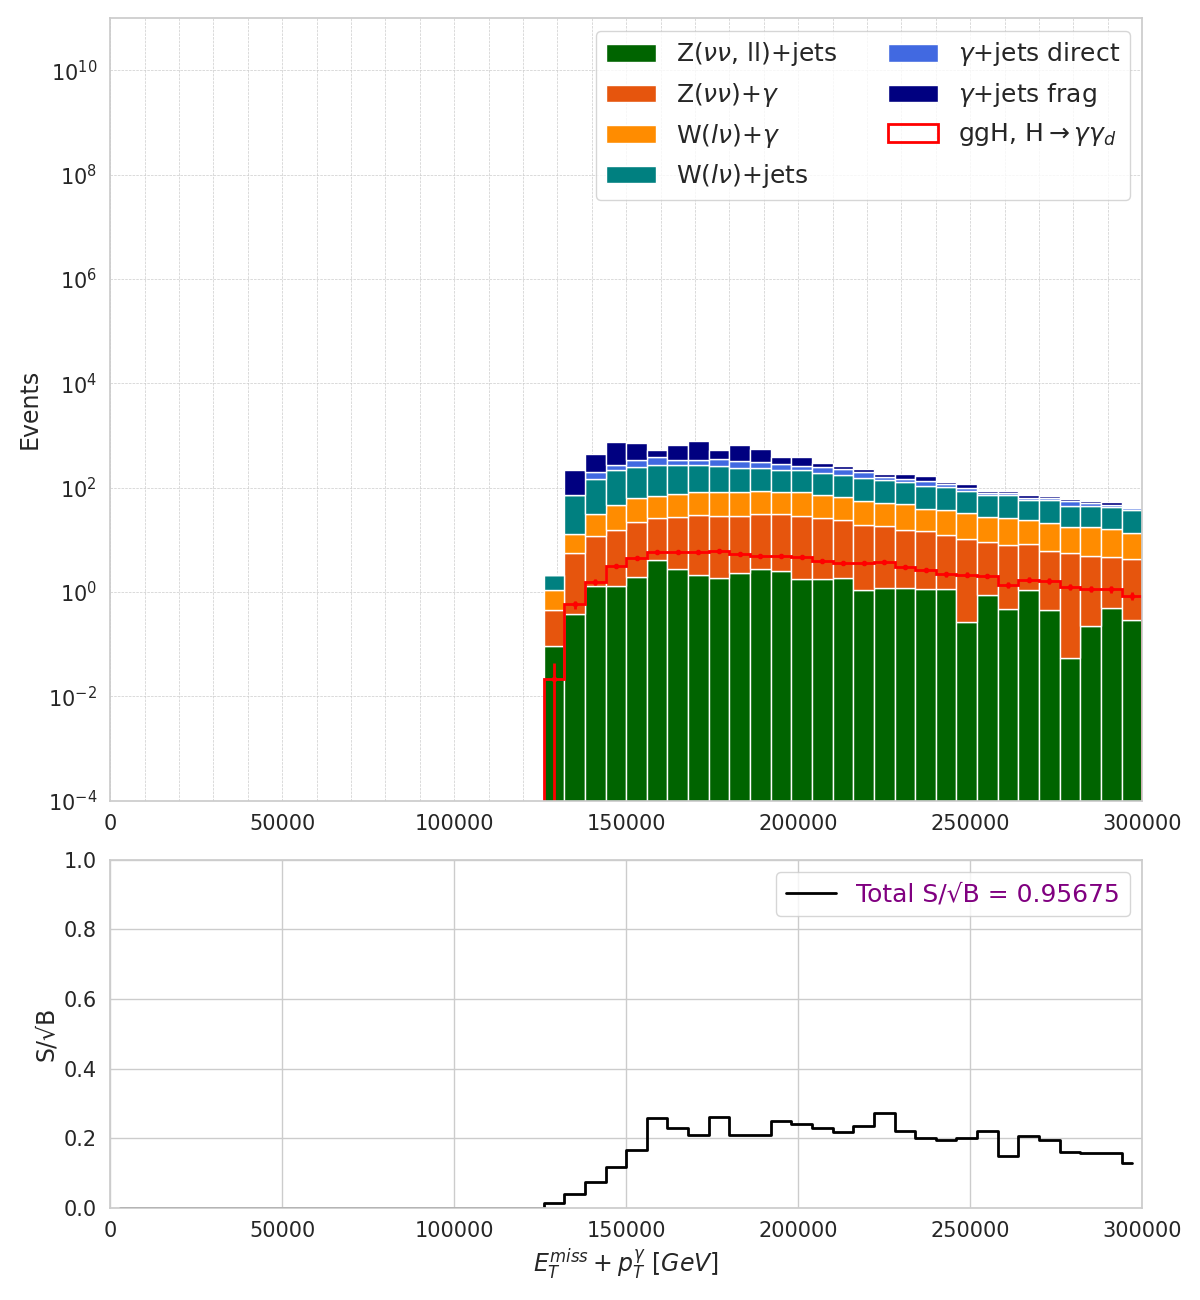 Z(νν, ll)+jets
Z(νν)+γ
W(lν)+γ
W(lν)+jets
γ+jets direct
γ+jets frag
ggH, H→γγ_d
Events
10^10
10^8
10^6
10^4
10^2
10^0
10^−2
10^−4
0 50000 100000 150000 200000 250000 300000
Total S/√B = 0.95675
S/√B
1.0
0.8
0.6
0.4
0.2
0.0
0 50000 100000 150000 200000 250000 300000
E_T^miss + p_T^γ [GeV]